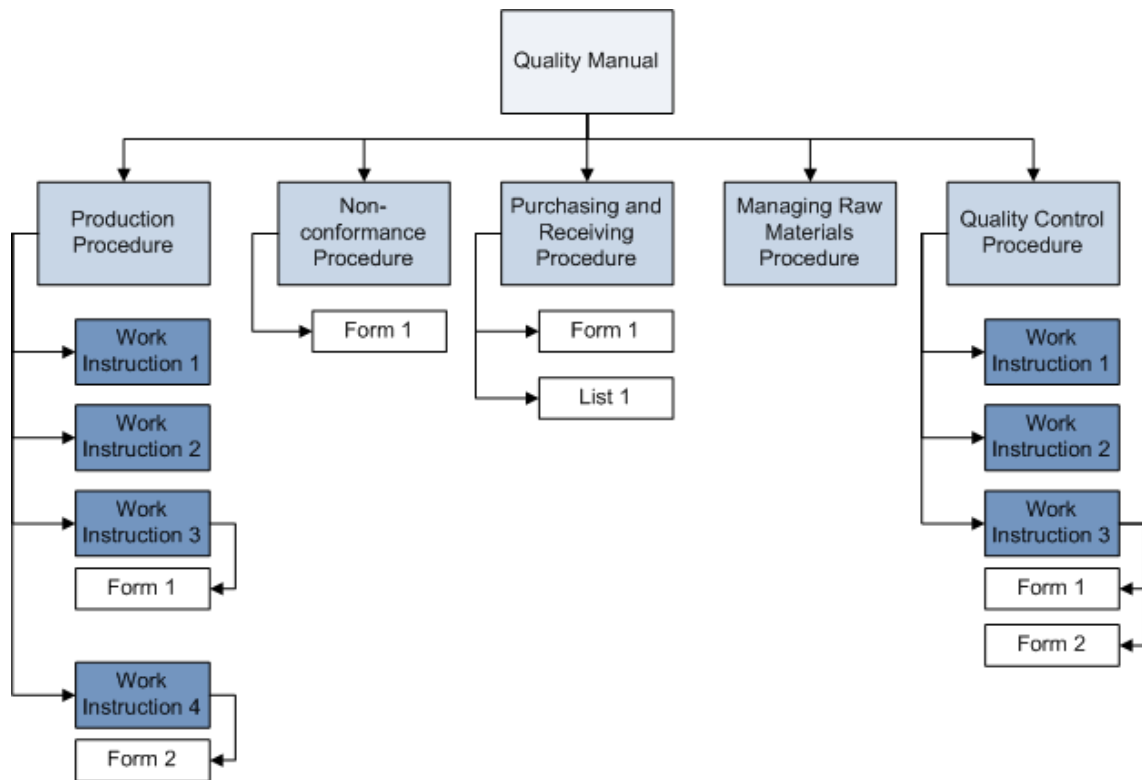 Quality Manual
Production
Procedure
Non-
conformance
Procedure
Purchasing and
Receiving
Procedure
Managing Raw
Materials
Procedure
Quality Control
Procedure
Work
Instruction 1
Work
Instruction 2
Work
Instruction 3
Form 1
Work
Instruction 4
Form 2
Form 1
Form 1
List 1
Work
Instruction 1
Work
Instruction 2
Work
Instruction 3
Form 1
Form 2